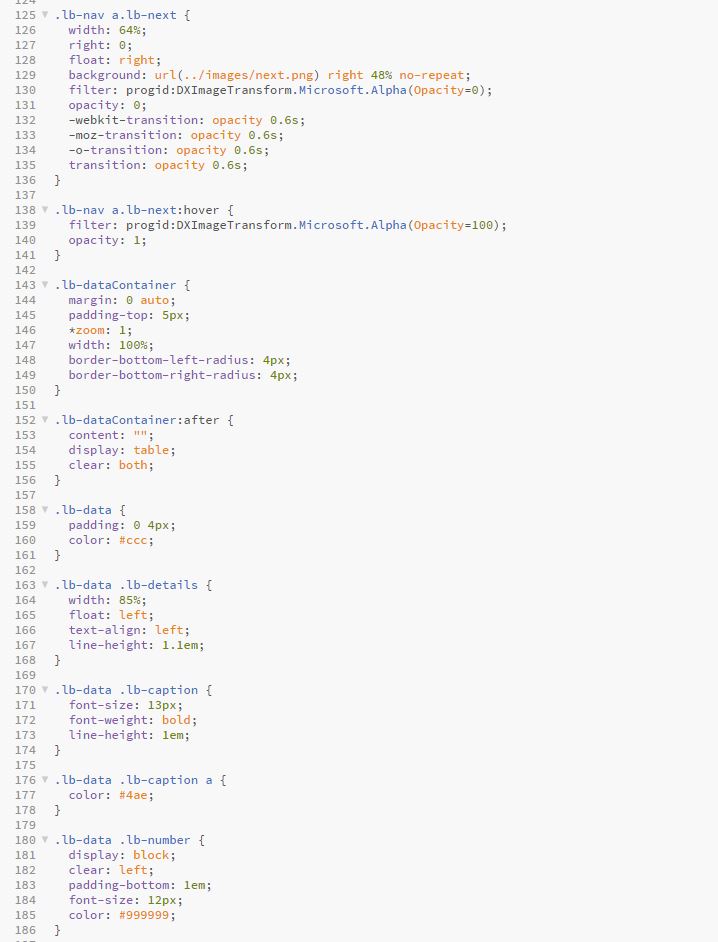 125 .lb-nav a.lb-next {
126 width: 64%;
127 right: 0;
128 float: right;
129 background: url(../images/next.png) right 48% no-repeat;
130 filter: progid:DXImageTransform.Microsoft.Alpha(Opacity=0);
131 opacity: 0;
132 -webkit-transition: opacity 0.6s;
133 -moz-transition: opacity 0.6s;
134 -o-transition: opacity 0.6s;
135 transition: opacity 0.6s;
136 }
137
138 .lb-nav a.lb-next:hover {
139 filter: progid:DXImageTransform.Microsoft.Alpha(Opacity=100);
140 opacity: 1;
141 }
142
143 .lb-dataContainer {
144 margin: 0 auto;
145 padding-top: 5px;
146 *zoom: 1;
147 width: 100%;
148 border-bottom-left-radius: 4px;
149 border-bottom-right-radius: 4px;
150 }
151
152 .lb-dataContainer:after {
153 content: "";
154 display: table;
155 clear: both;
156 }
157
158 .lb-data {
159 padding: 0 4px;
160 color: #ccc;
161 }
162
163 .lb-data .lb-details {
164 width: 85%;
165 float: left;
166 text-align: left;
167 line-height: 1.1em;
168 }
169
170 .lb-data .lb-caption {
171 font-size: 13px;
172 font-weight: bold;
173 line-height: 1em;
174 }
175
176 .lb-data .lb-caption a {
177 color: #4ae;
178 }
179
180 .lb-data .lb-number {
181 display: block;
182 clear: left;
183 padding-bottom: 1em;
184 font-size: 12px;
185 color: #999999;
186 }